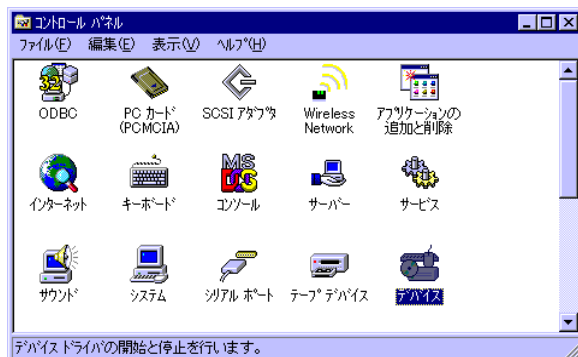 コントロール パネル
ファイル(F) 編集(E) 表示(V) ヘルプ(H)
ODBC
PC カード
(PCMCIA)
SCSI アダプタ
Wireless
Network
アプリケーションの
追加と削除
インターネット
キーボード
コンソール
サーバー
サービス
サウンド
システム
シリアル ポート
テープ デバイス
デバイス
デバイス ドライバの開始と停止を行います。